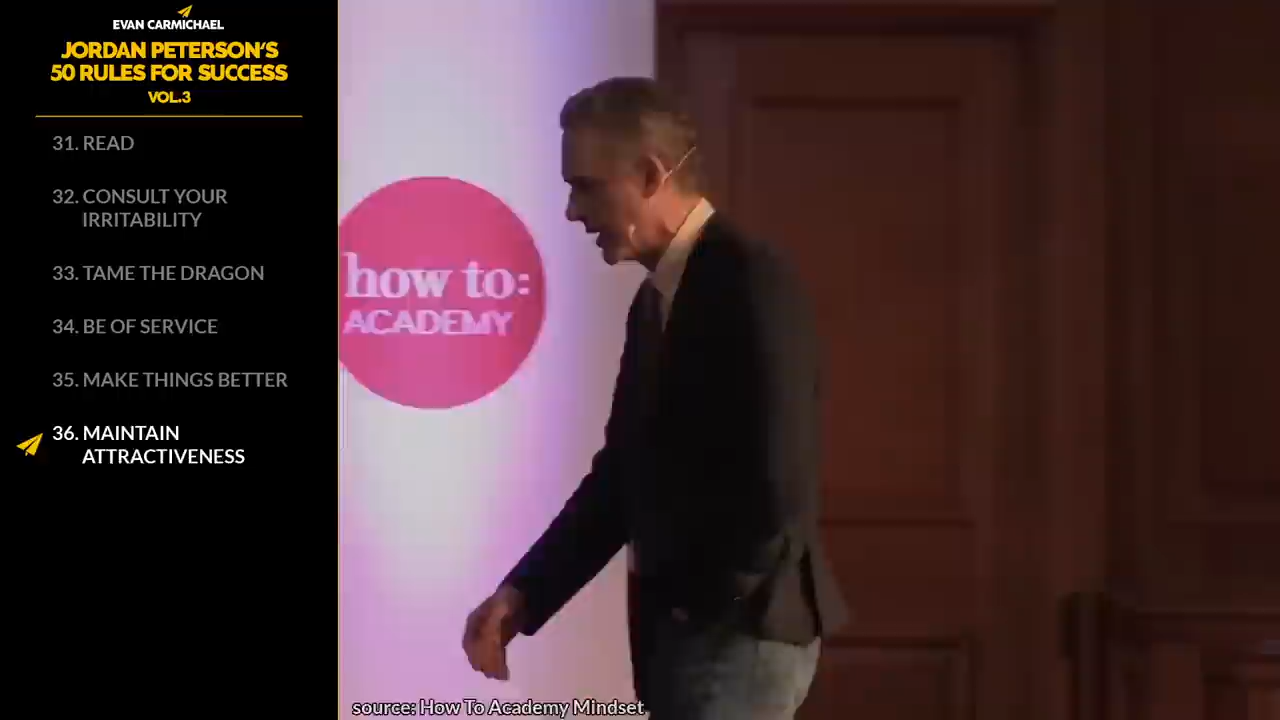 EVAN CARMICHAEL
JORDAN PETERSON'S
50 RULES FOR SUCCESS
VOL.3
31. READ
32. CONSULT YOUR
IRRITABILITY
33. TAME THE DRAGON
34. BE OF SERVICE
35. MAKE THINGS BETTER
36. MAINTAIN
ATTRACTIVENESS
how to:
ACADEMY
source: How To Academy Mindset